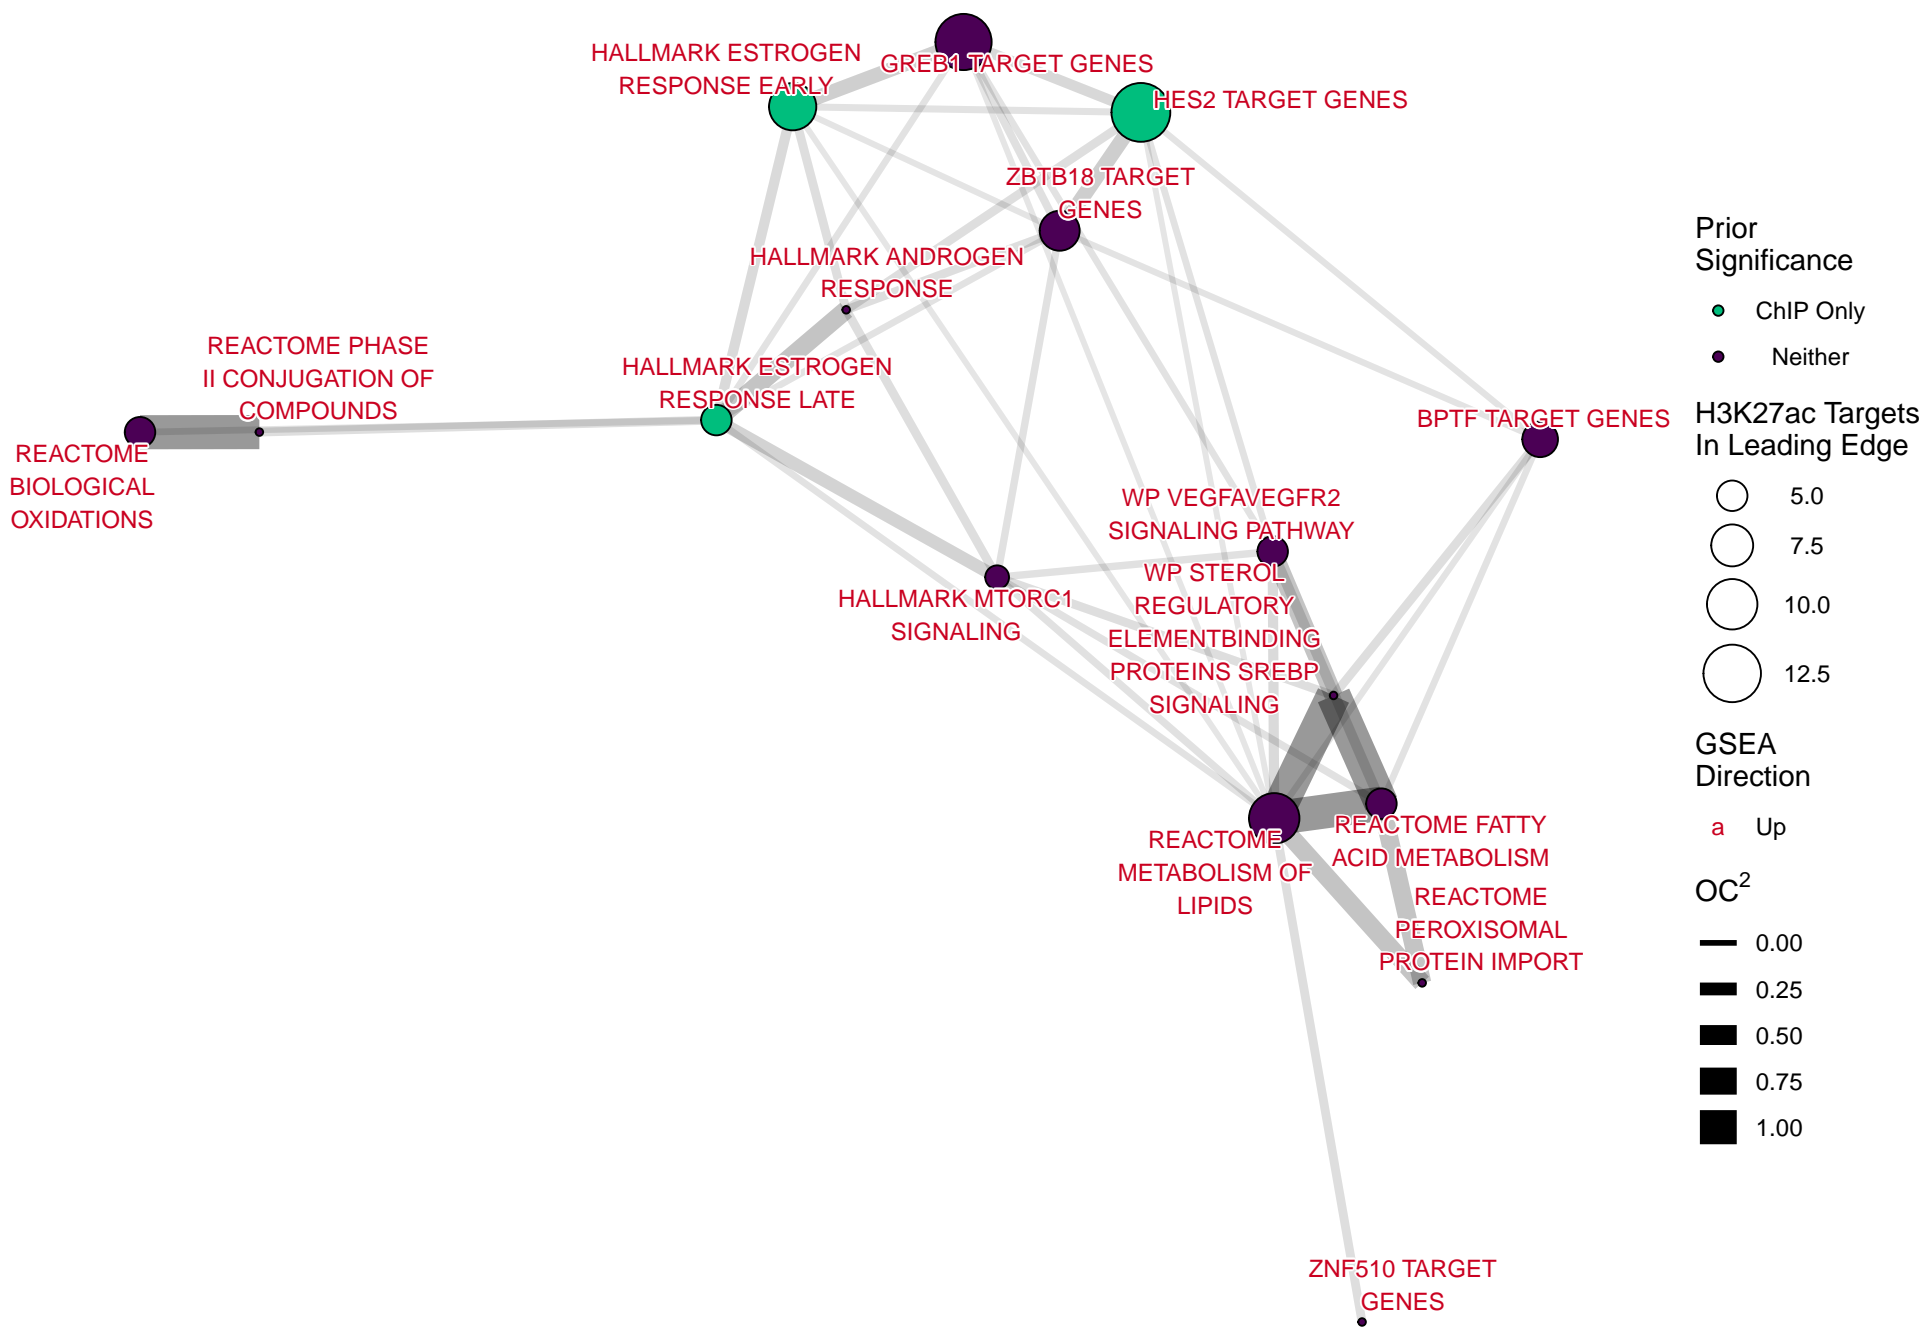 HALLMARK ESTROGEN
RESPONSE EARLY
GREB1 TARGET GENES
HES2 TARGET GENES
ZBTB18 TARGET
GENES
HALLMARK ANDROGEN
RESPONSE
REACTOME PHASE
II CONJUGATION OF
COMPOUNDS
HALLMARK ESTROGEN
RESPONSE LATE
REACTOME
BIOLOGICAL
OXIDATIONS
BPTF TARGET GENES
WP VEGFAVEGFR2
SIGNALING PATHWAY
WP STEROL
REGULATORY
ELEMENTBINDING
PROTEINS SREBP
SIGNALING
HALLMARK MTORC1
SIGNALING
REACTOME
METABOLISM OF
LIPIDS
REACTOME FATTY
ACID METABOLISM
REACTOME
PEROXISOMAL
PROTEIN IMPORT
ZNF510 TARGET
GENES
Prior
Significance
ChIP Only
Neither
H3K27ac Targets
In Leading Edge
5.0
7.5
10.0
12.5
GSEA
Direction
a Up
OC²
0.00
0.25
0.50
0.75
1.00